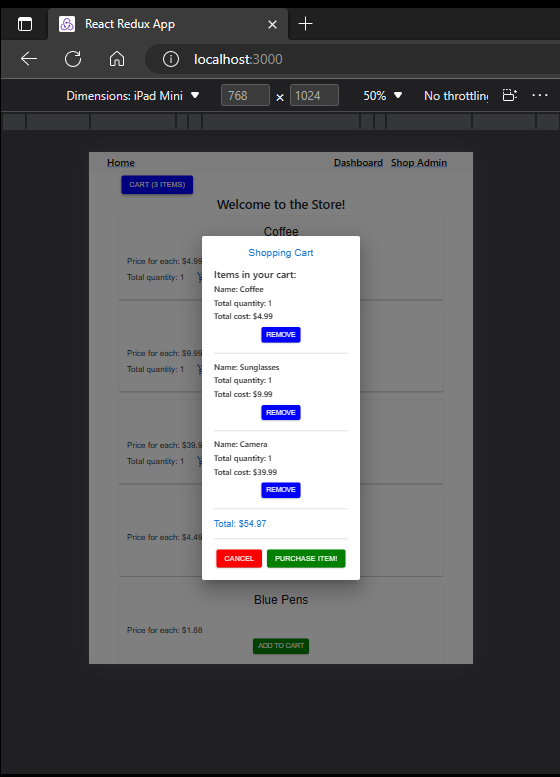 React Redux App
localhost:3000
Dimensions: iPad Mini
768
×
1024
50%
No throttlin
Home
Dashboard
Shop Admin
CART (3 ITEMS)
Welcome to the Store!
Coffee
Price for each: $4.99
Total quantity: 1
Price for each: $9.99
Total quantity: 1
Price for each: $39.9
Total quantity: 1
Price for each: $4.49
Blue Pens
Price for each: $1.88
ADD TO CART
Shopping Cart
Items in your cart:
Name: Coffee
Total quantity: 1
Total cost: $4.99
REMOVE
Name: Sunglasses
Total quantity: 1
Total cost: $9.99
REMOVE
Name: Camera
Total quantity: 1
Total cost: $39.99
REMOVE
Total: $54.97
CANCEL
PURCHASE ITEM!